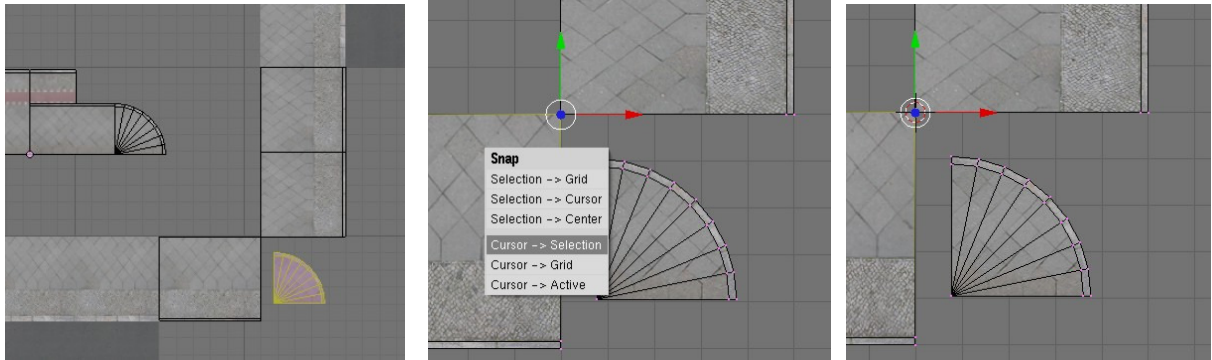 Snap
Selection -> Grid
Selection -> Cursor
Selection -> Center
Cursor -> Selection
Cursor -> Grid
Cursor -> Active